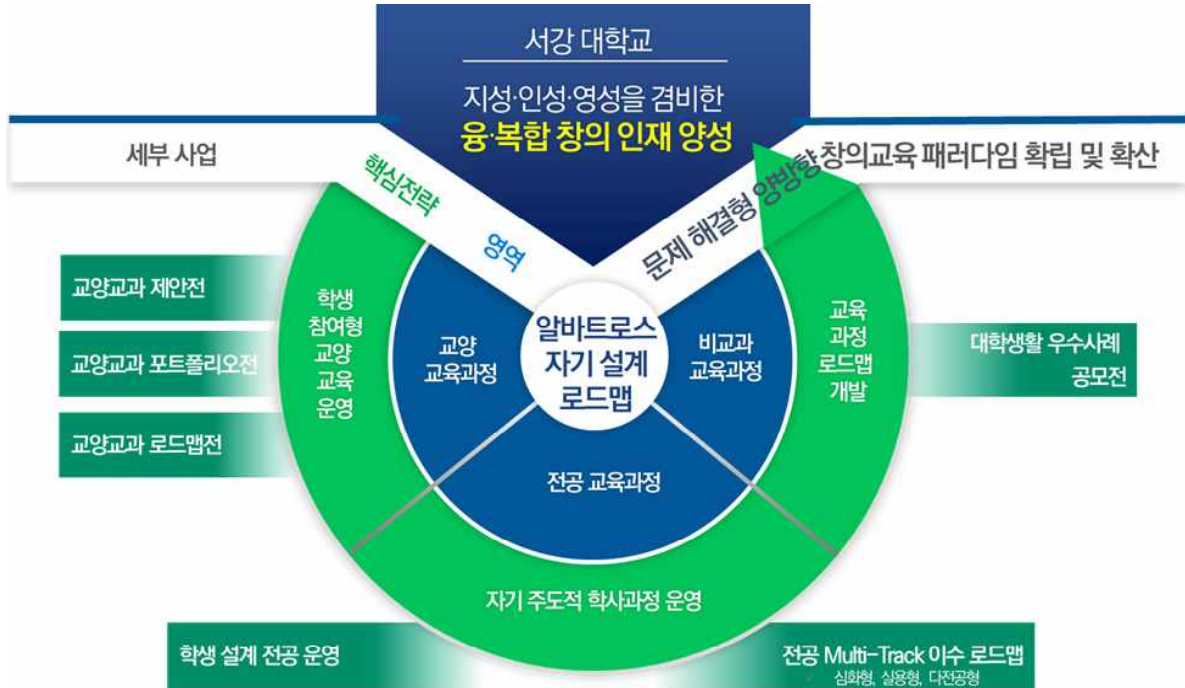 서강 대학교
지성·인성·영성을 겸비한
융·복합 창의 인재 양성
세부 사업
핵심전략
영역
문제 해결형 양방향 창의교육 패러다임 확립 및 확산
교양교과 제안전
교양교과 포트폴리오전
교양교과 로드맵전
학생
참여형
교양
교육
운영
교양
교육과정
알바트로스
자기 설계
로드맵
비교과
교육과정
교육
과정
로드맵
개발
대학생활 우수사례
공모전
전공 교육과정
자기 주도적 학사과정 운영
학생 설계 전공 운영
전공 Multi-Track 이수 로드맵
심화형, 실용형, 다전공형